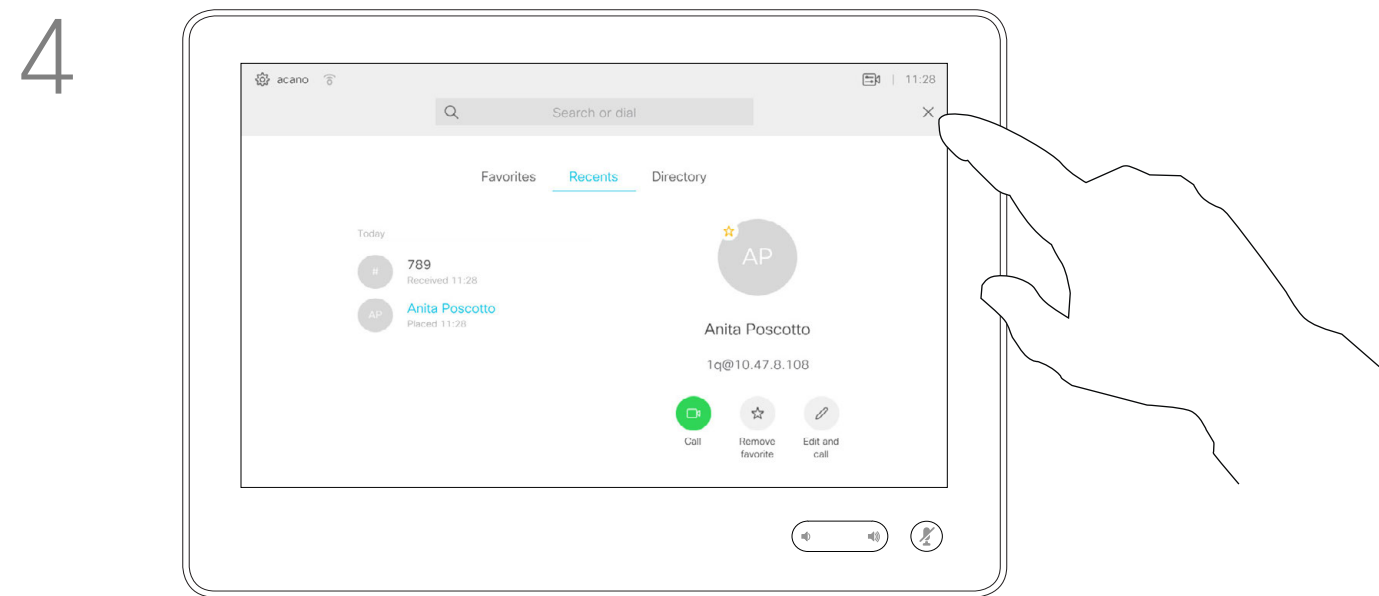 4
acano
11:28
Search or dial
Favorites Recents Directory
Today
#
789
Received 11:28
AP
Anita Poscotto
Placed 11:28
AP
Anita Poscotto
1q@10.47.8.108
Call
Remove
favorite
Edit and
call